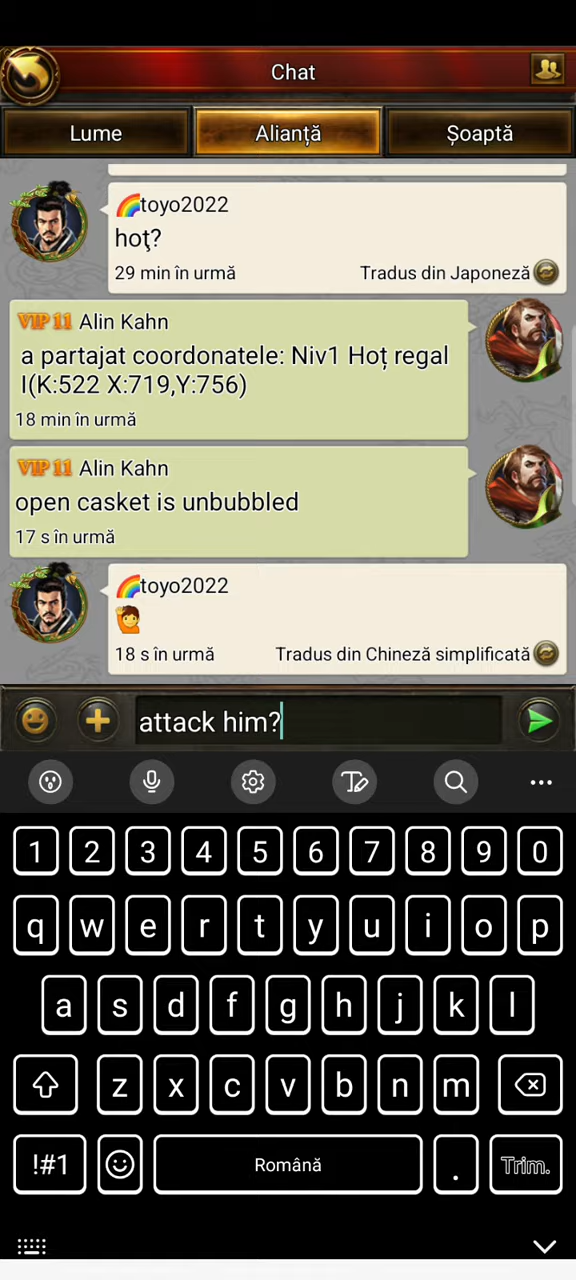 Chat
Lume
Alianță
Șoaptă
🌈toyo2022
hoţ?
29 min în urmă
Tradus din Japoneză
VIP 11 Alin Kahn
a partajat coordonatele: Niv1 Hoț regal
I(K:522 X:719,Y:756)
18 min în urmă
VIP 11 Alin Kahn
open casket is unbubbled
17 s în urmă
🌈toyo2022
🙋
18 s în urmă
Tradus din Chineză simplificată
attack him?
1 2 3 4 5 6 7 8 9 0
q w e r t y u i o p
a s d f g h j k l
z x c v b n m
!#1
Română
.
Trim.